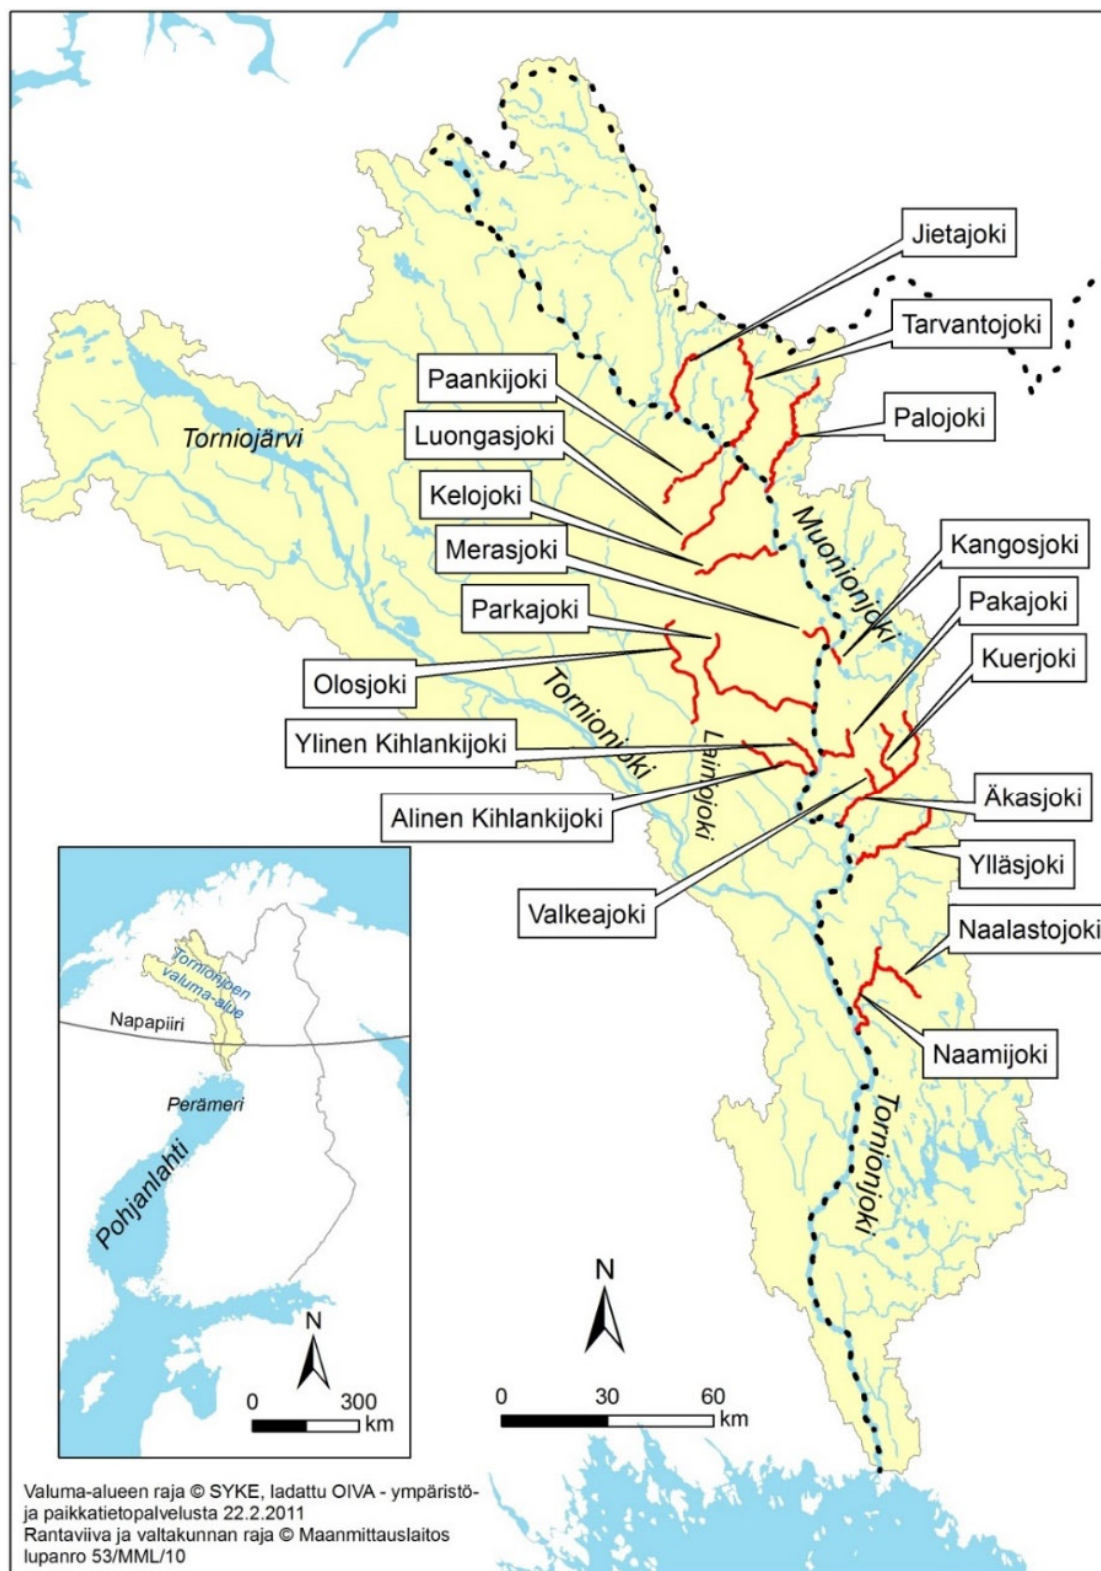 Jietajoki
Tarvantojoki
Paankijoki
Palojoki
Luongasjoki
Torniojärvi
Kelojoki
Muonionjoki
Kangosjoki
Merasjoki
Pakajoki
Parkajoki
Kuerjoki
Olosjoki
Tornionjoki
Ylinen Kihlankijoki
Lainiojoki
Äkasjoki
Alinen Kihlankijoki
Ylläsjoki
Valkeajoki
Naalastojoki
Naamijoki
Tornionjoki
Tornionjoen
valuma-alue
Napapiiri
Perämeri
Pohjanlahti
N
0 300
km
N
0 30 60
km
Valuma-alueen raja © SYKE, ladattu OIVA - ympäristö-
ja paikkatietopalvelusta 22.2.2011
Rantaviiva ja valtakunnan raja © Maanmittauslaitos
lupanro 53/MML/10